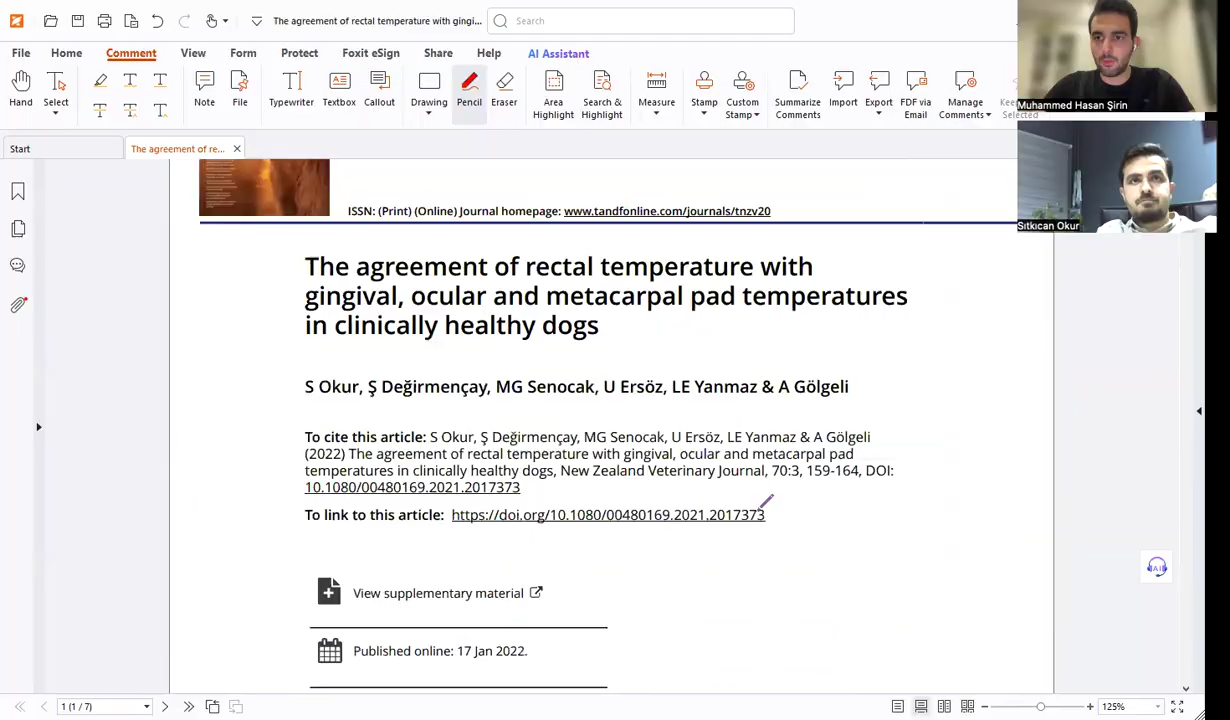 The agreement of rectal temperature with gingi...
Search
File Home Comment View Form Protect Foxit eSign Share Help AI Assistant
Hand Select Note File Typewriter Textbox Callout Drawing Pencil Eraser Area Highlight Search & Highlight Measure Stamp Custom Stamp Summarize Comments Import Export FDF via Email Manage Comments
Muhammed Hasan Şirin
Start
The agreement of re...
Sıtkıcan Okur
ISSN: (Print) (Online) Journal homepage: www.tandfonline.com/journals/tnzv20
The agreement of rectal temperature with
gingival, ocular and metacarpal pad temperatures
in clinically healthy dogs
S Okur, Ş Değirmençay, MG Senocak, U Ersöz, LE Yanmaz & A Gölgeli
To cite this article: S Okur, Ş Değirmençay, MG Senocak, U Ersöz, LE Yanmaz & A Gölgeli
(2022) The agreement of rectal temperature with gingival, ocular and metacarpal pad
temperatures in clinically healthy dogs, New Zealand Veterinary Journal, 70:3, 159-164, DOI:
10.1080/00480169.2021.2017373
To link to this article: https://doi.org/10.1080/00480169.2021.2017373
View supplementary material
Published online: 17 Jan 2022.
1 (1 / 7)
125%